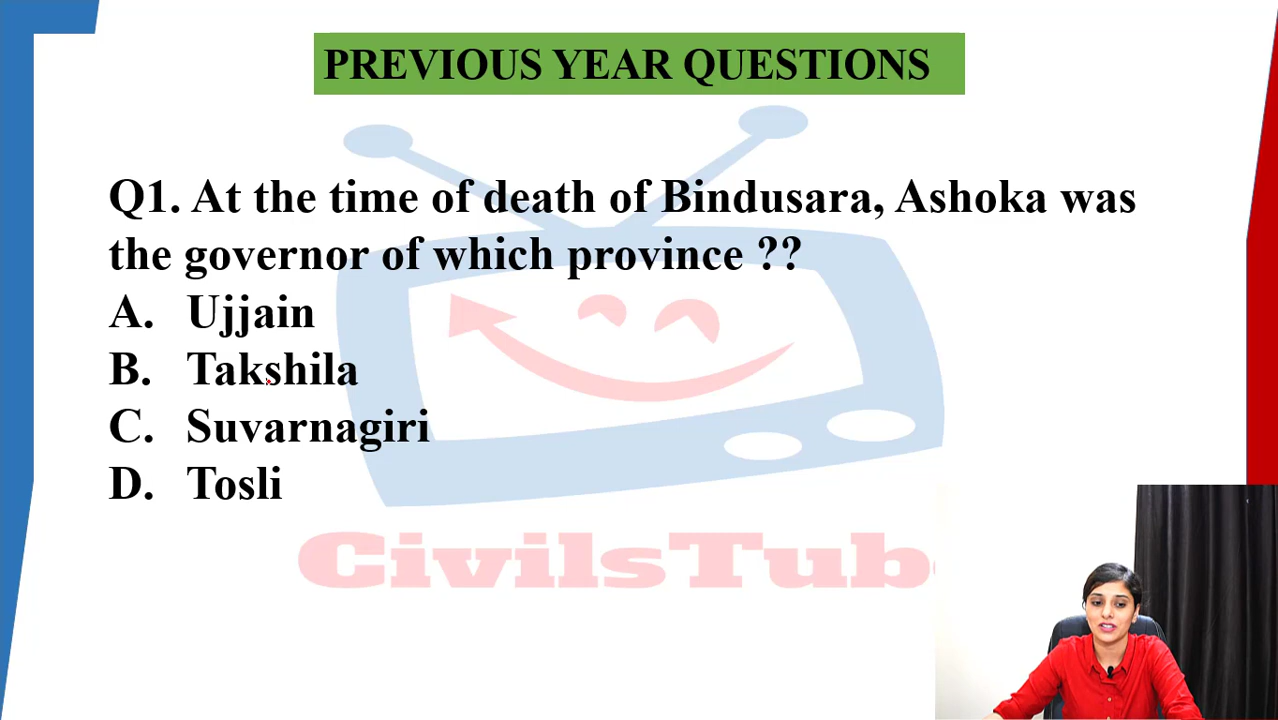 PREVIOUS YEAR QUESTIONS
Q1. At the time of death of Bindusara, Ashoka was
the governor of which province ??
A. Ujjain
B. Takshila
C. Suvarnagiri
D. Tosli
CivilsTub